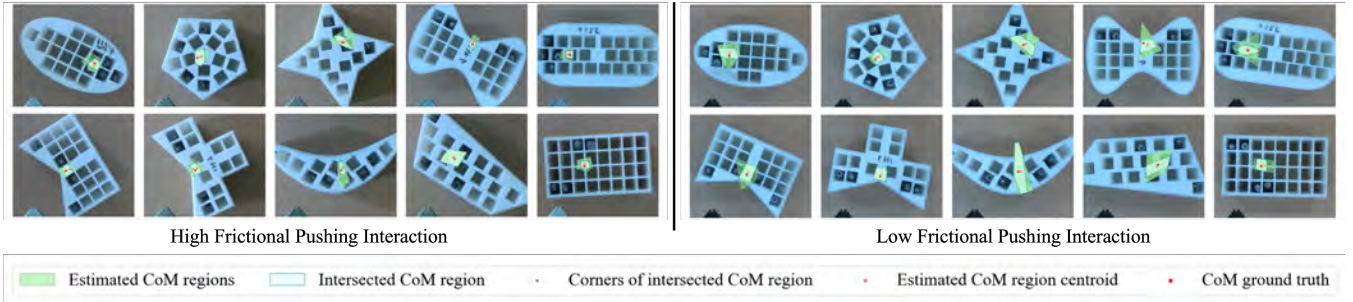 High Frictional Pushing Interaction
Low Frictional Pushing Interaction
Estimated CoM regions
Intersected CoM region
Corners of intersected CoM region
Estimated CoM region centroid
CoM ground truth